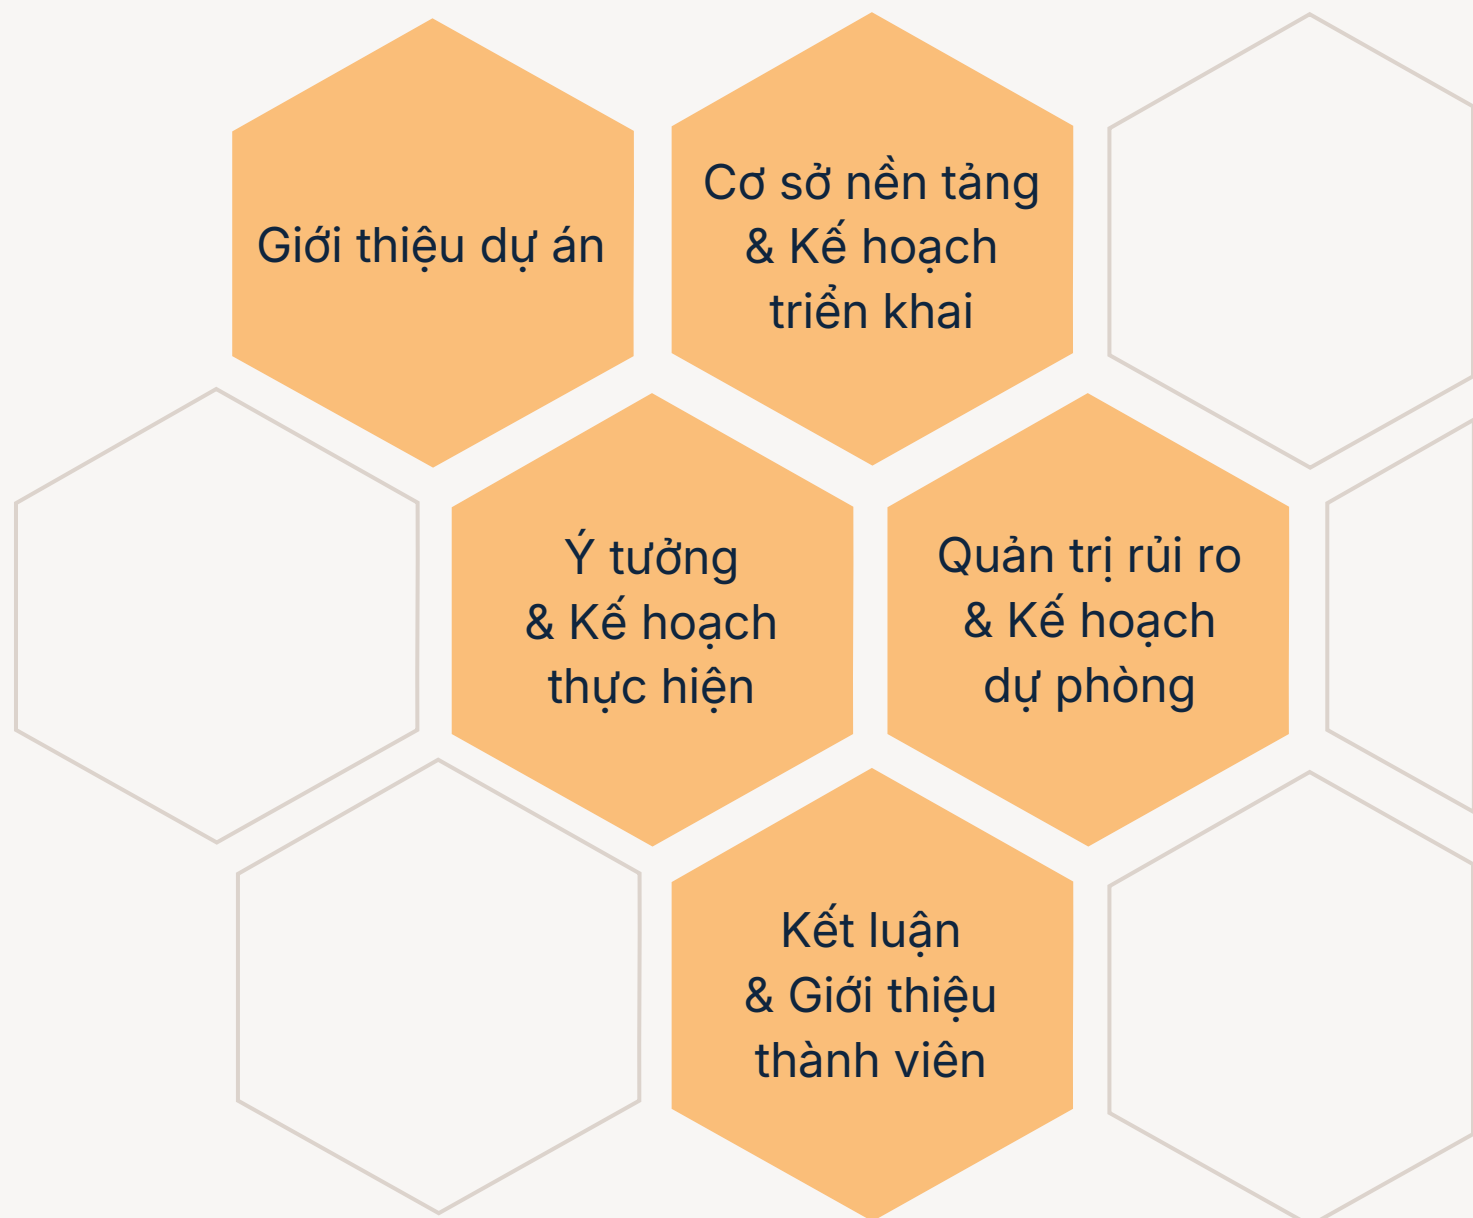 Giới thiệu dự án
Cơ sở nền tảng
& Kế hoạch
triển khai
Ý tưởng
& Kế hoạch
thực hiện
Quản trị rủi ro
& Kế hoạch
dự phòng
Kết luận
& Giới thiệu
thành viên